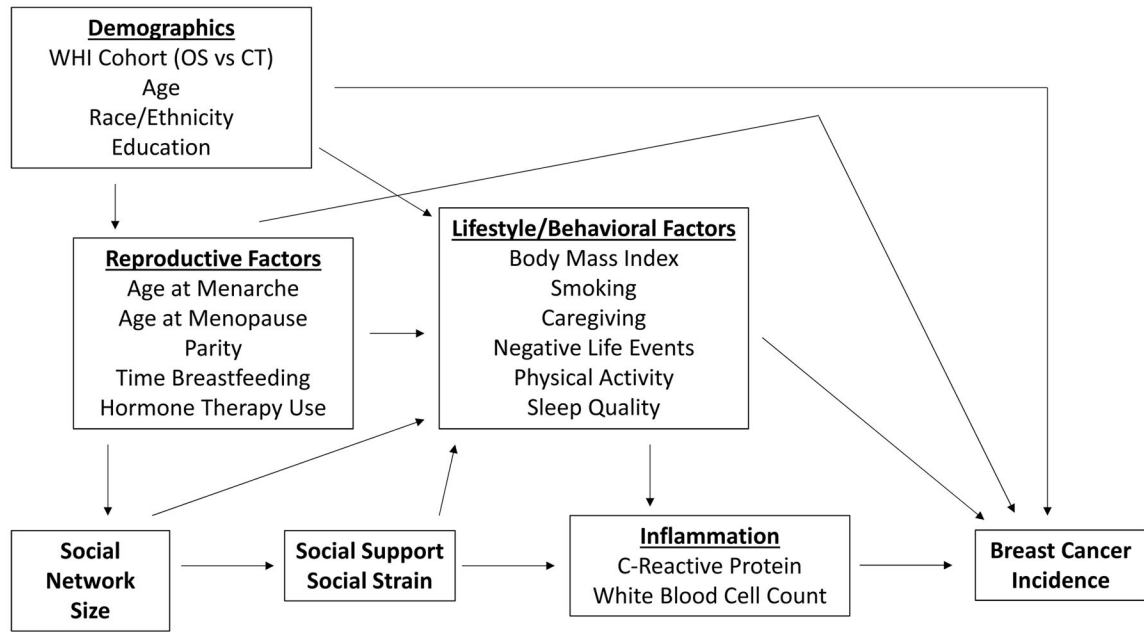 Demographics
WHI Cohort (OS vs CT)
Age
Race/Ethnicity
Education
Reproductive Factors
Age at Menarche
Age at Menopause
Parity
Time Breastfeeding
Hormone Therapy Use
Lifestyle/Behavioral Factors
Body Mass Index
Smoking
Caregiving
Negative Life Events
Physical Activity
Sleep Quality
Social
Network
Size
Social Support
Social Strain
Inflammation
C-Reactive Protein
White Blood Cell Count
Breast Cancer
Incidence